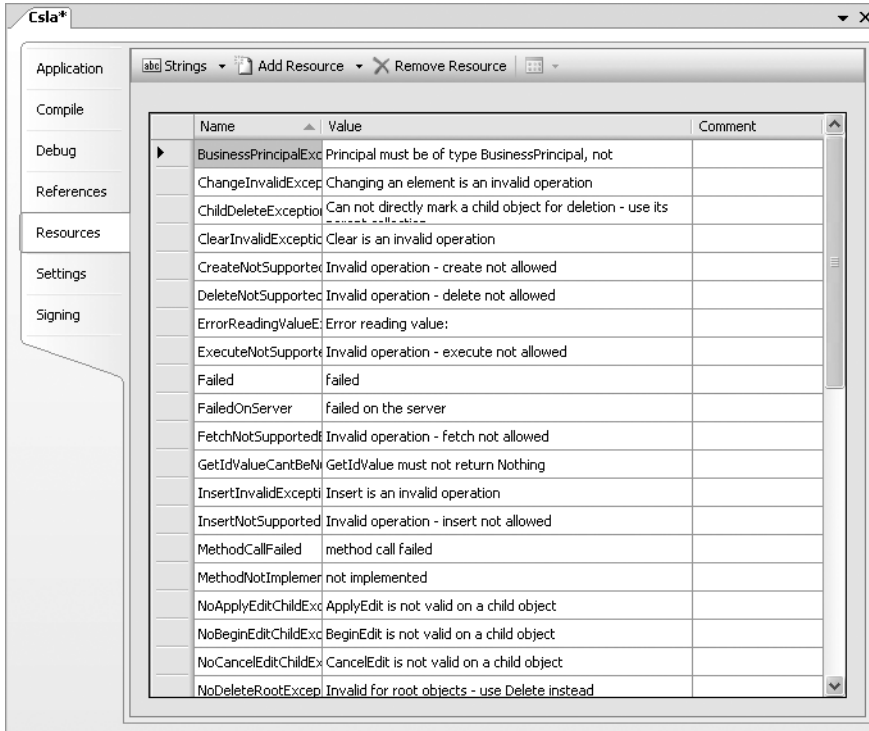 Csla*
Application
Compile
Debug
References
Resources
Settings
Signing
abc Strings Add Resource Remove Resource
Name Value Comment
BusinessPrincipalExc Principal must be of type BusinessPrincipal, not
ChangeInvalidExcep Changing an element is an invalid operation
ChildDeleteException Can not directly mark a child object for deletion - use its
ClearInvalidExceptic Clear is an invalid operation
CreateNotSupported Invalid operation - create not allowed
DeleteNotSupported Invalid operation - delete not allowed
ErrorReadingValueE Error reading value:
ExecuteNotSupporte Invalid operation - execute not allowed
Failed failed
FailedOnServer failed on the server
FetchNotSupportedE Invalid operation - fetch not allowed
GetIdValueCantBeNu GetIdValue must not return Nothing
InsertInvalidExcepti Insert is an invalid operation
InsertNotSupported Invalid operation - insert not allowed
MethodCallFailed method call failed
MethodNotImplemer not implemented
NoApplyEditChildExc ApplyEdit is not valid on a child object
NoBeginEditChildExc BeginEdit is not valid on a child object
NoCancelEditChildEx CancelEdit is not valid on a child object
NoDeleteRootExcep Invalid for root objects - use Delete instead